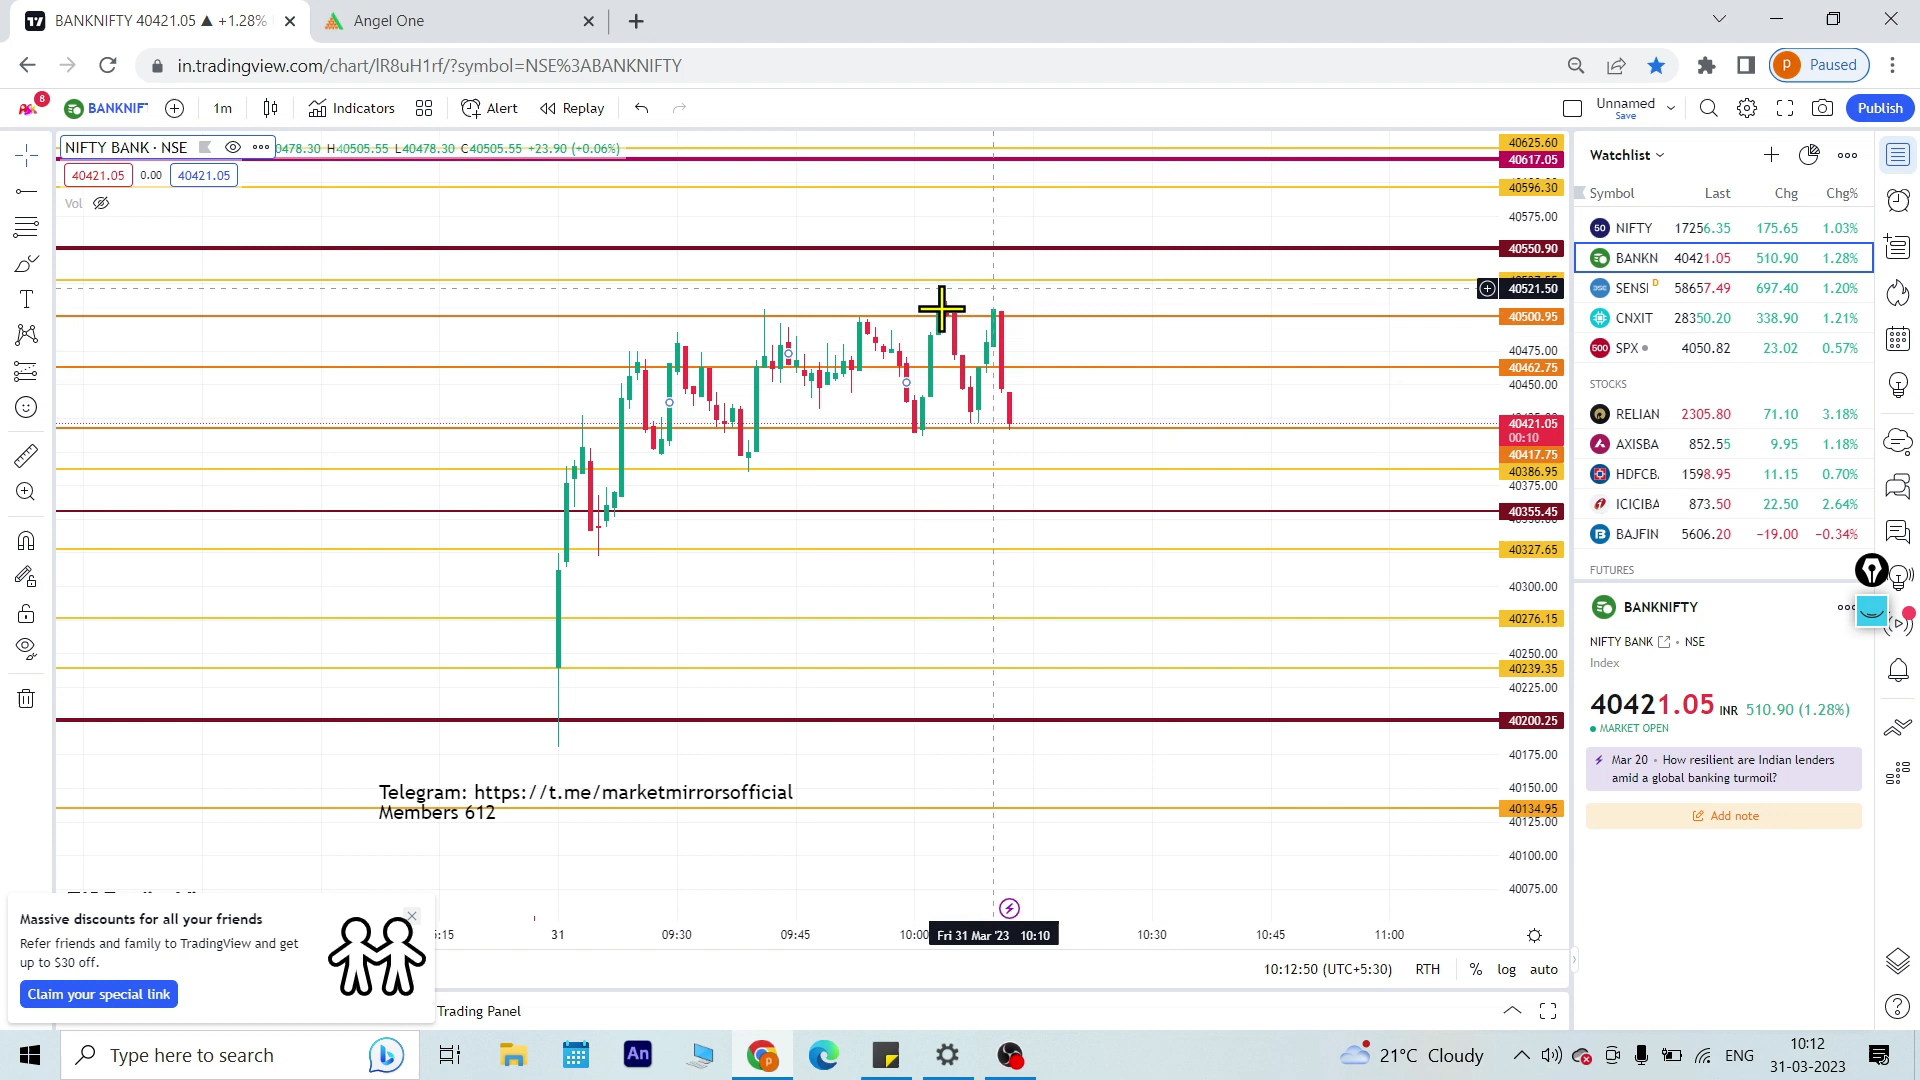 BANKNIFTY 40421.05 ▲ +1.28%
Angel One
in.tradingview.com/chart/lR8uH1rf/?symbol=NSE%3ABANKNIFTY
Paused
8
BANKNIF
1m
Indicators
Alert
Replay
Unnamed
Save
Publish
NIFTY BANK · NSE
0478.30 H40505.55 L40478.30 C40505.55 +23.90 (+0.06%)
40421.05 0.00 40421.05
Vol
40625.60
40617.05
40596.30
40575.00
40550.90
40521.50
40500.95
40475.00
40462.75
40450.00
40421.05
00:10
40417.75
40386.95
40375.00
40355.45
40327.65
40300.00
40276.15
40250.00
40239.35
40225.00
40200.25
40175.00
40150.00
40134.95
40125.00
40100.00
40075.00
Telegram: https://t.me/marketmirrorsofficial
Members 612
:15 31 09:30 09:45 10:00 Fri 31 Mar '23 10:10 10:30 10:45 11:00
10:12:50 (UTC+5:30) RTH % log auto
Trading Panel
Massive discounts for all your friends
Refer friends and family to TradingView and get
up to $30 off.
Claim your special link
Watchlist
Symbol Last Chg Chg%
50 NIFTY 17256.35 175.65 1.03%
BANKN 40421.05 510.90 1.28%
SENSI D 58657.49 697.40 1.20%
CNXIT 28350.20 338.90 1.21%
500 SPX 4050.82 23.02 0.57%
STOCKS
RELIAN 2305.80 71.10 3.18%
AXISBA 852.55 9.95 1.18%
HDFCB. 1598.95 11.15 0.70%
ICICIBA 873.50 22.50 2.64%
BAJFIN 5606.20 −19.00 −0.34%
FUTURES
BANKNIFTY
NIFTY BANK • NSE
Index
40421.05 INR 510.90 (1.28%)
MARKET OPEN
Mar 20 • How resilient are Indian lenders
amid a global banking turmoil?
Add note
Type here to search
An
21°C Cloudy
ENG
10:12
31-03-2023